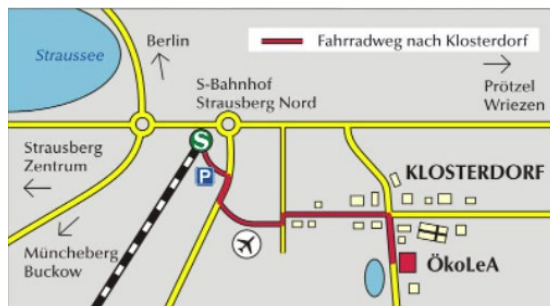 Straussee
Berlin
Fahrradweg nach Klosterdorf
S-Bahnhof
Strausberg Nord
Prötzel
Wriezen
Strausberg
Zentrum
S
P
KLOSTERDORF
Müncheberg
Buckow
ÖkoLeA